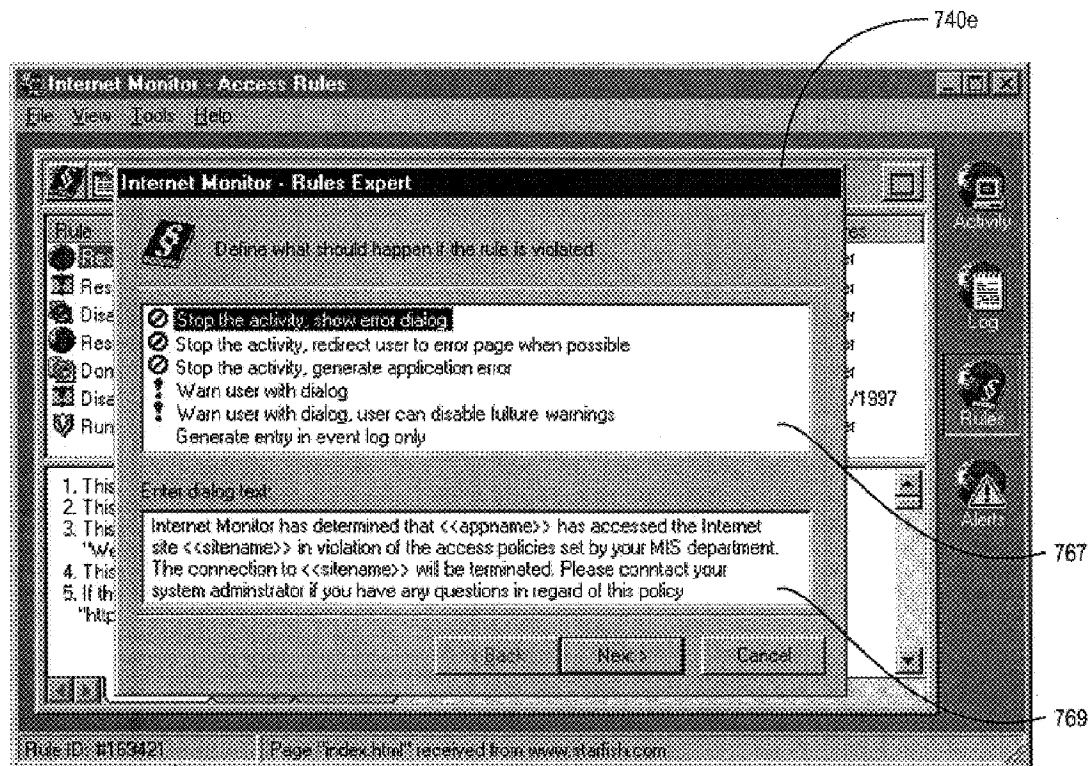 740e
Internet Monitor - Access Rules
File View Tools Help
Internet Monitor - Rules Expert
Define what should happen if the rule is violated
Rule
Res
Disa
Res
Don
Disa
Run
/1997
Stop the activity, show error dialog
Stop the activity, redirect user to error page when possible
Stop the activity, generate application error
Warn user with dialog
Warn user with dialog, user can disable fulture warnings
Generate entry in event log only
Activity
Log
Rules
Alert
1. This
2. This
3. This
"We
4. This
5. If th
"http
Enter dialog text:
Internet Monitor has determined that <<appname>> has accessed the Internet
site <<sitename>> in violation of the access policies set by your MIS department.
The connection to <<sitename>> will be terminated. Please conntact your
system adminstrator if you have any questions in regard of this policy
767
< Back Next > Cancel
769
Rule ID: #169421 Page "index.html" received from www.starfish.com